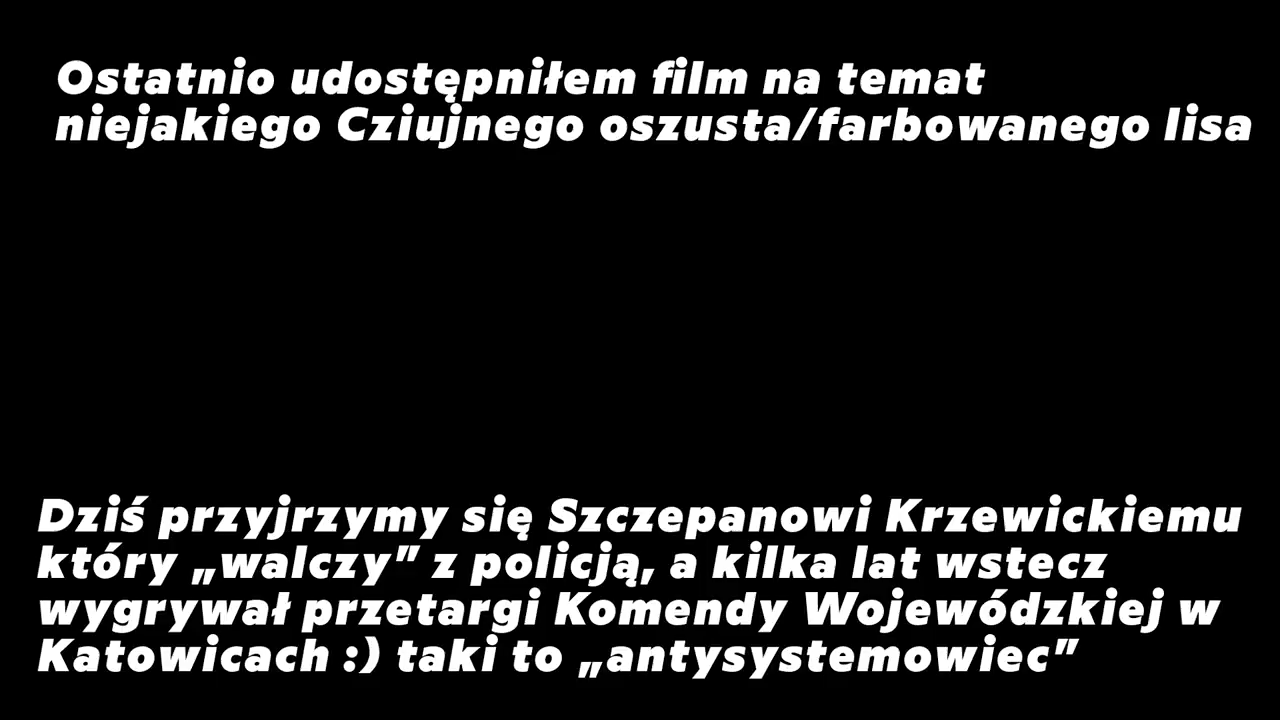 Ostatnio udostępniłem film na temat
niejakiego Cziujnego oszusta/farbowanego lisa
Dziś przyjrzymy się Szczepanowi Krzewickiemu
który „walczy” z policją, a kilka lat wstecz
wygrywał przetargi Komendy Wojewódzkiej w
Katowicach :) taki to „antysystemowiec”